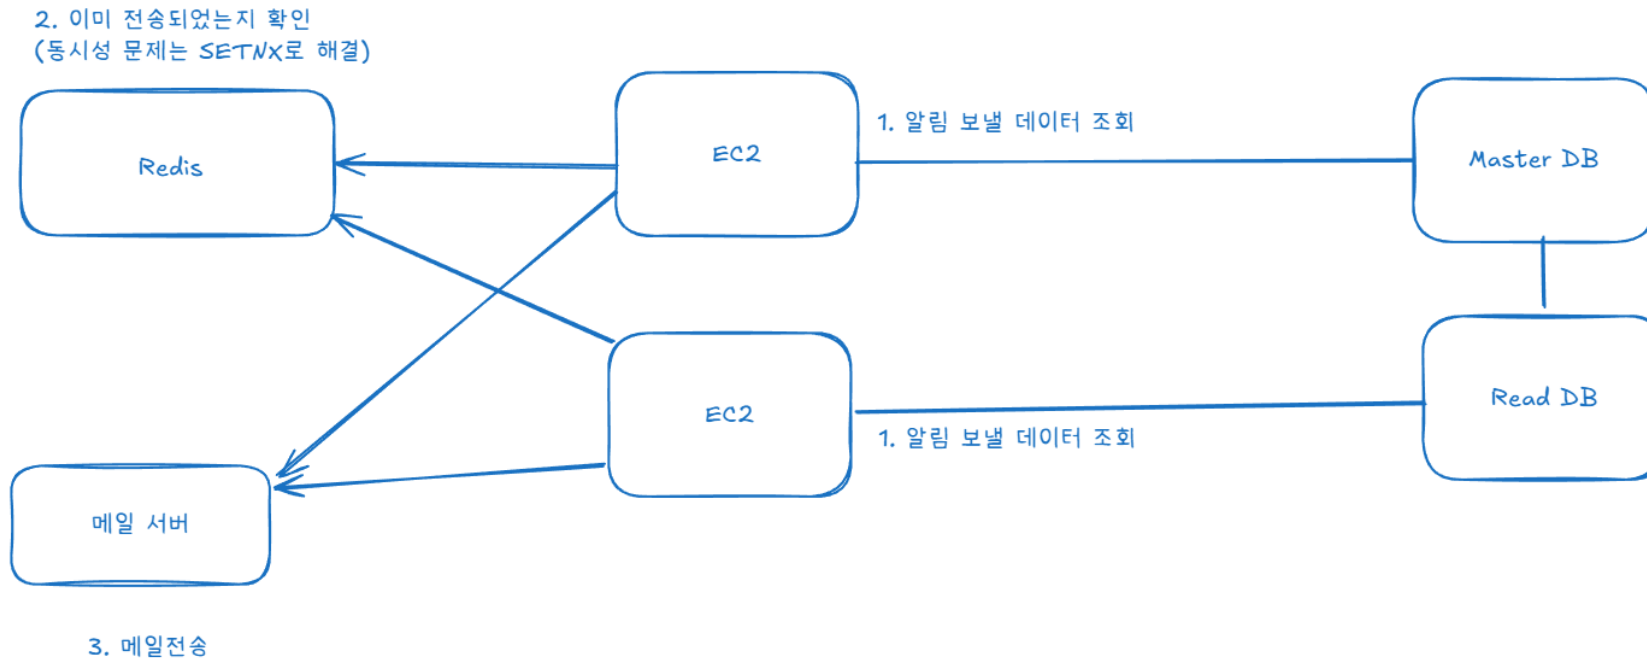 2. 이미 전송되었는지 확인
(동시성 문제는 SETNX로 해결)
Redis
EC2
1. 알림 보낼 데이터 조회
Master DB
EC2
1. 알림 보낼 데이터 조회
Read DB
메일 서버
3. 메일전송